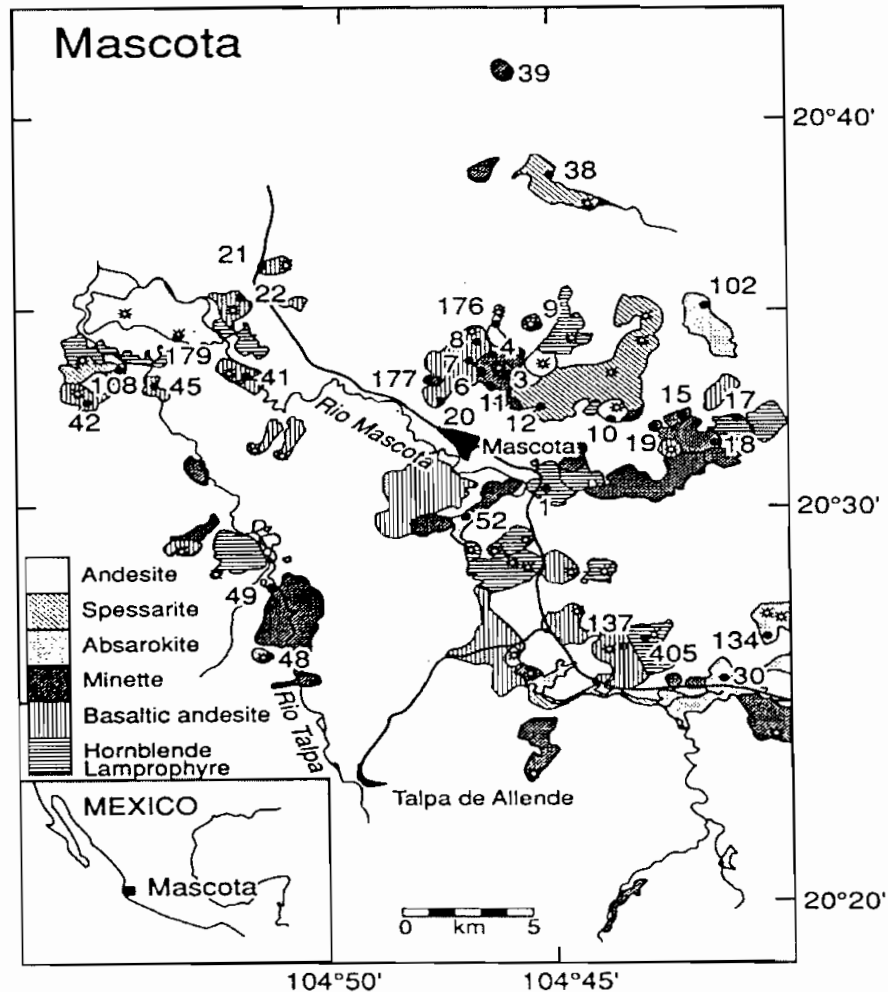 Mascota
39
20°40'
38
21
22
102
176
9
8
4
7
179
177
6
3
41
108
45
11
15
17
42
12
20
10
19
18
Rio Mascota
Mascota
1
20°30'
52
49
137
134
405
48
30
Andesite
Spessarite
Absarokite
Minette
Basaltic andesite
Hornblende
Lamprophyre
Rio Talpa
Talpa de Allende
MEXICO
Mascota
0 km 5
20°20'
104°50'
104°45'